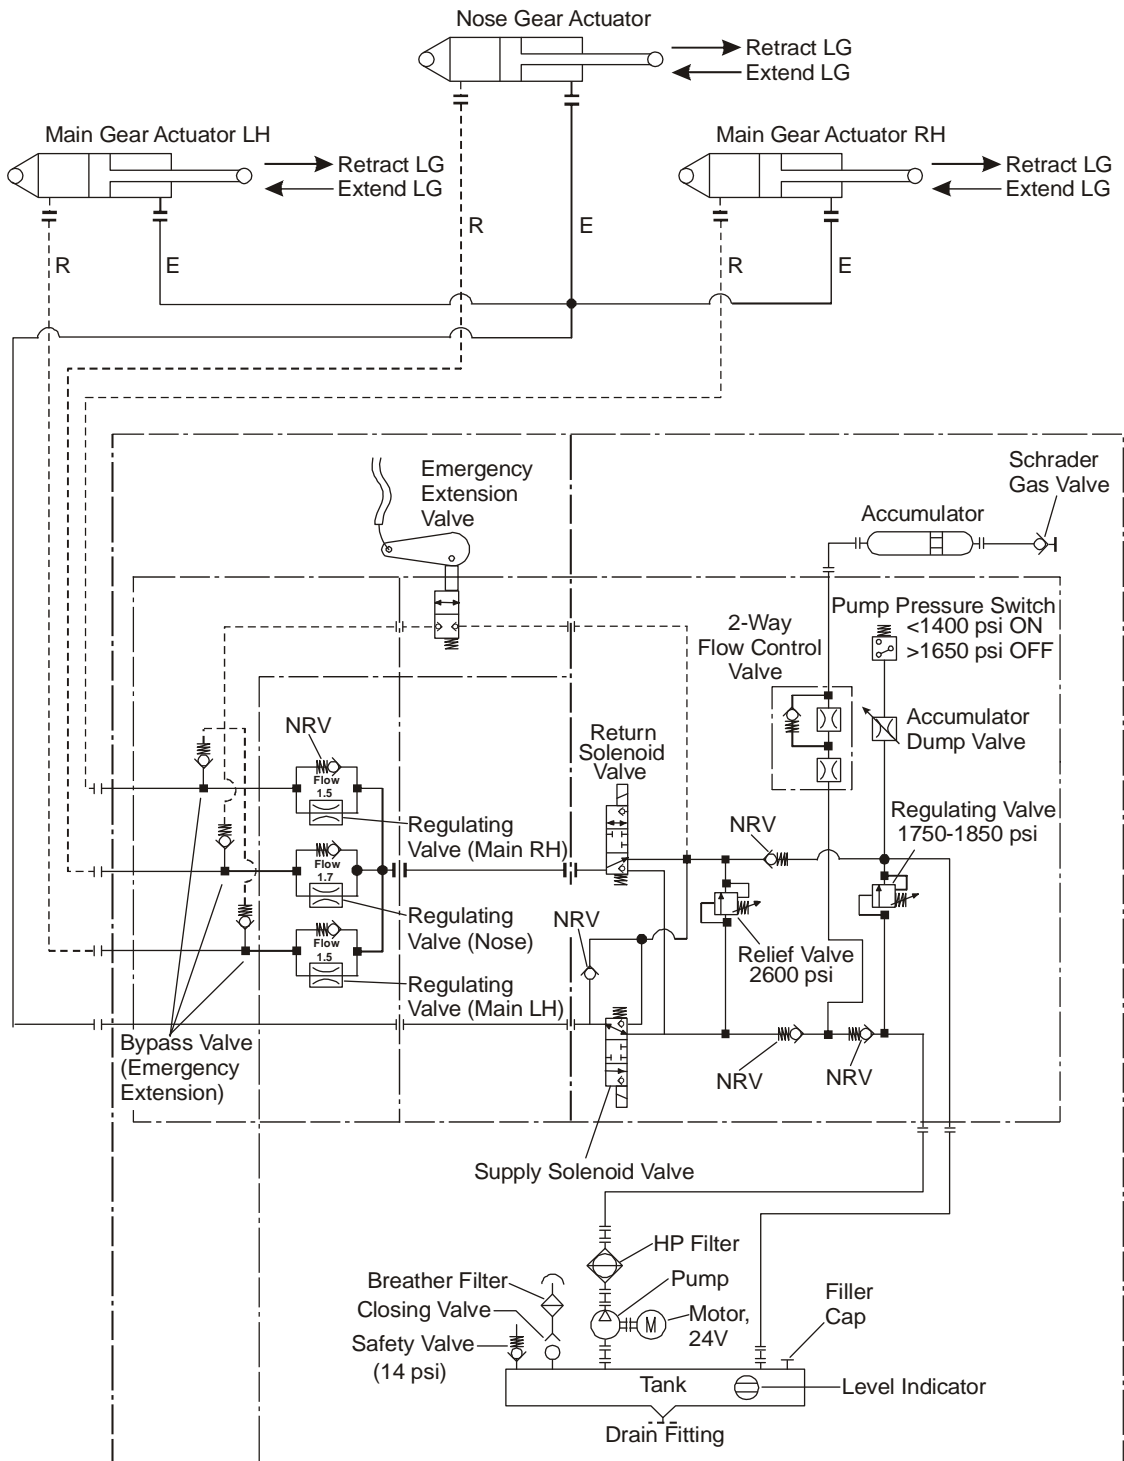 Nose Gear Actuator
Retract LG
Extend LG
Main Gear Actuator LH
Retract LG
Extend LG
Main Gear Actuator RH
Retract LG
Extend LG
R
E
R
E
R
E
Emergency
Extension
Valve
Schrader
Gas Valve
Accumulator
Pump Pressure Switch
<1400 psi ON
>1650 psi OFF
2-Way
Flow Control
Valve
NRV
Return
Solenoid
Valve
Accumulator
Dump Valve
Flow
1.5
Regulating
Valve (Main RH)
NRV
Regulating Valve
1750-1850 psi
Flow
1.7
Regulating
Valve (Nose)
NRV
Relief Valve
2600 psi
Flow
1.5
Regulating
Valve (Main LH)
Bypass Valve
(Emergency
Extension)
NRV
NRV
Supply Solenoid Valve
HP Filter
Breather Filter
Pump
Closing Valve
Motor,
24V
M
Filler
Cap
Safety Valve
(14 psi)
Tank
Level Indicator
Drain Fitting